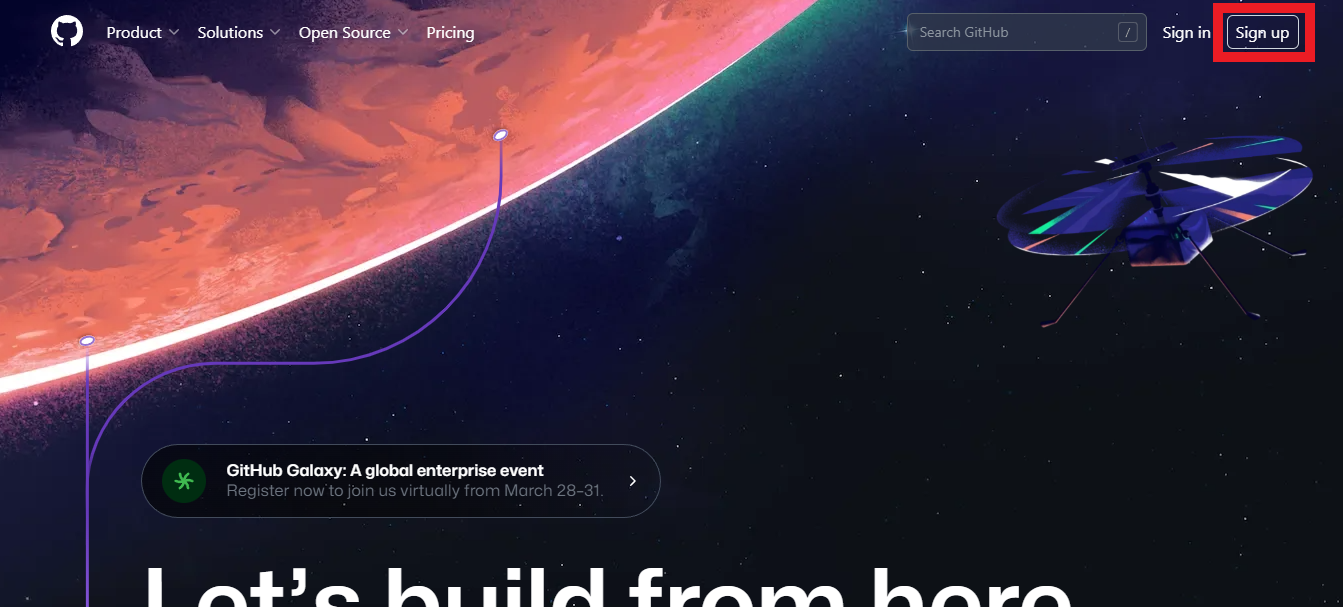 Product
Solutions
Open Source
Pricing
Search GitHub
/
Sign in
Sign up
GitHub Galaxy: A global enterprise event
Register now to join us virtually from March 28–31.
Let’s build from here